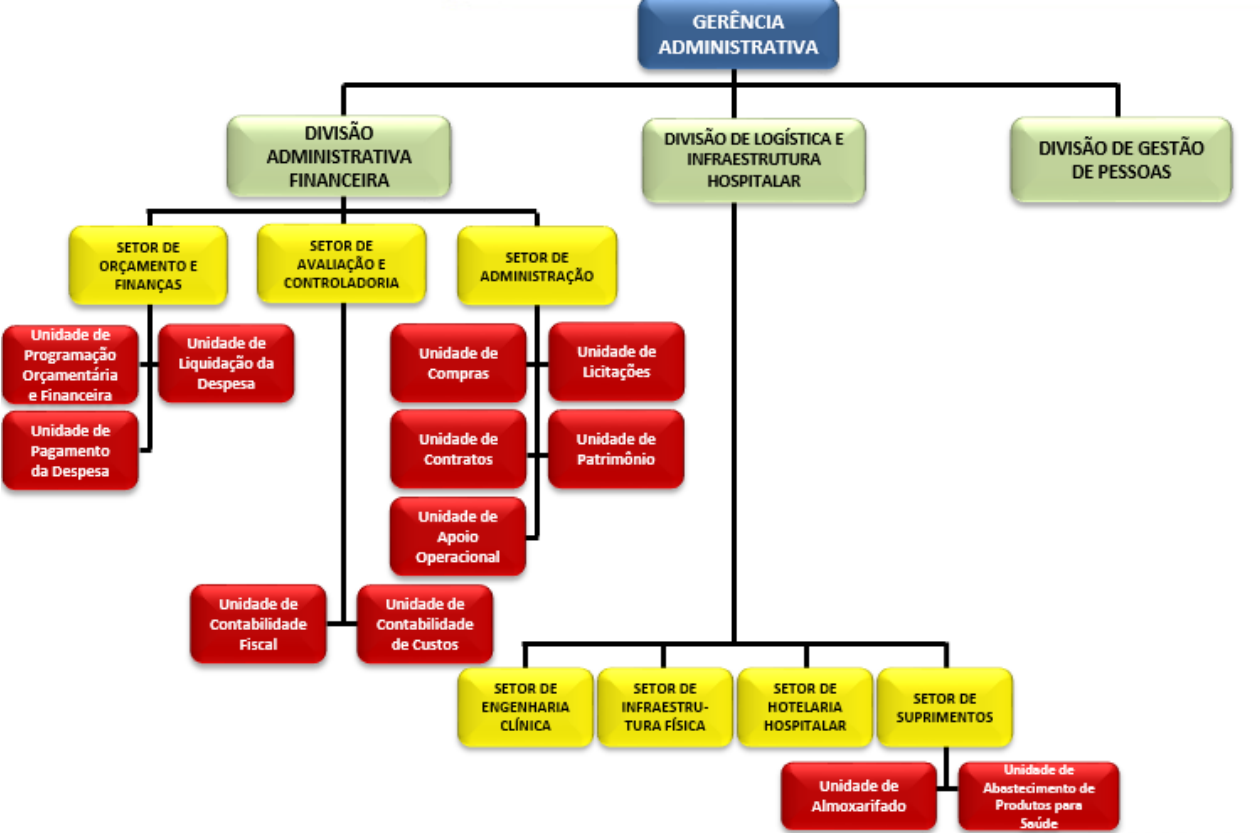 GERÊNCIA
ADMINISTRATIVA
DIVISÃO
ADMINISTRATIVA
FINANCEIRA
DIVISÃO DE LOGÍSTICA E
INFRAESTRUTURA
HOSPITALAR
DIVISÃO DE GESTÃO
DE PESSOAS
SETOR DE
ORÇAMENTO E
FINANÇAS
SETOR DE
AVALIAÇÃO E
CONTROLADORIA
SETOR DE
ADMINISTRAÇÃO
Unidade de
Programação
Orçamentária
e Financeira
Unidade de
Liquidação da
Despesa
Unidade de
Pagamento
da Despesa
Unidade de
Compras
Unidade de
Licitações
Unidade de
Contratos
Unidade de
Patrimônio
Unidade de
Apoio
Operacional
Unidade de
Contabilidade
Fiscal
Unidade de
Contabilidade
de Custos
SETOR DE
ENGENHARIA
CLÍNICA
SETOR DE
INFRAESTRU-
TURA FÍSICA
SETOR DE
HOTELARIA
HOSPITALAR
SETOR DE
SUPRIMENTOS
Unidade de
Almoxarifado
Unidade de
Abastecimento de
Produtos para
Saúde